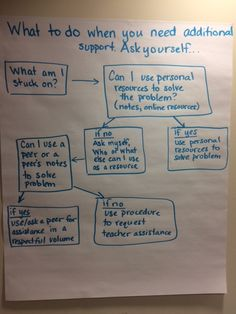 What to do when you need additional
support. Ask yourself...
What am I
stuck on?
Can I use personal
resources to solve
the problem?
(notes, online resources)
if no
Ask myself,
Who or what
else can I use
as a resource
if yes
use personal
resources to
solve problem
Can I use a
peer or a
peer's notes
to solve
problem
if yes
use/ask a peer for
assistance in a
respectful volume
if no
use procedure
to request
teacher assistance